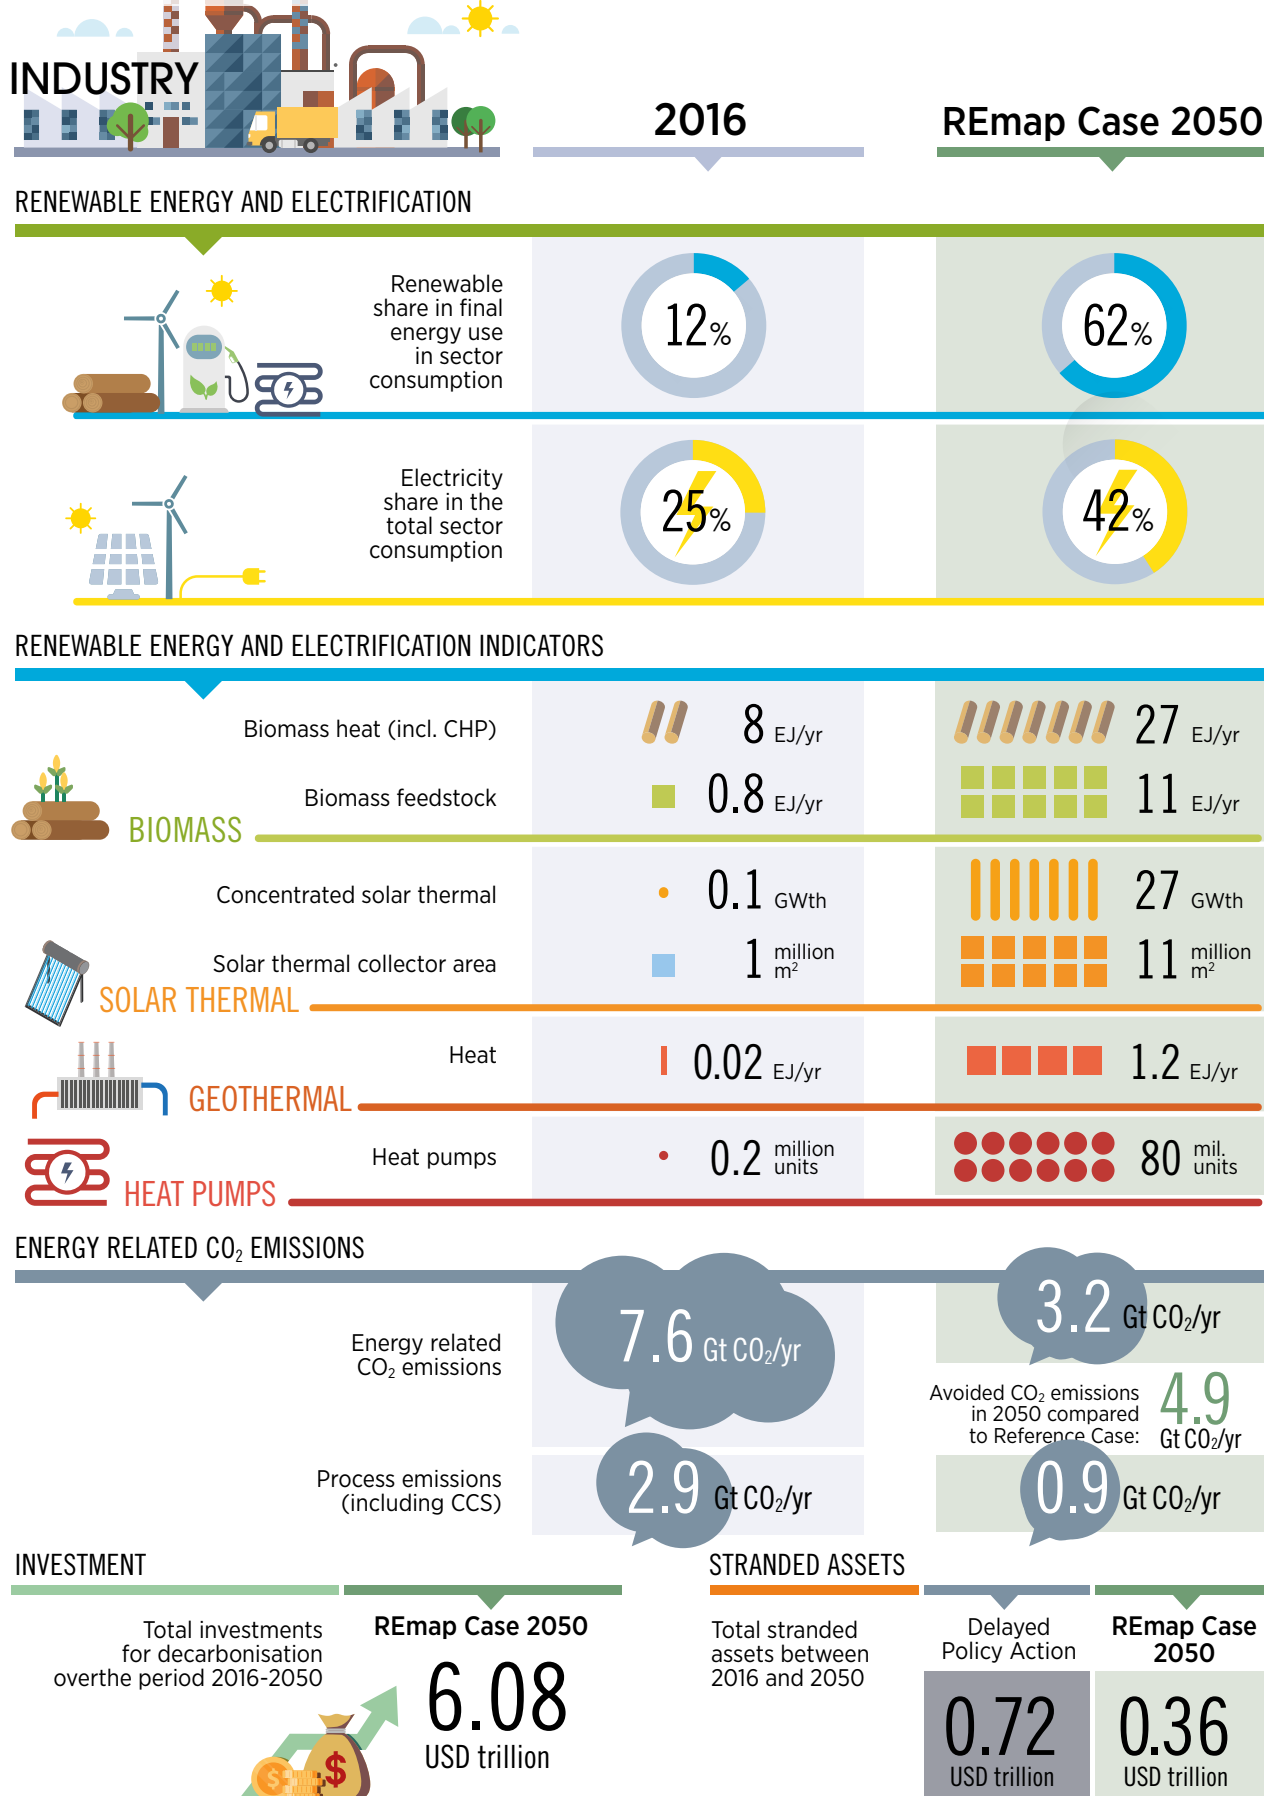 INDUSTRY
2016
REmap Case 2050
RENEWABLE ENERGY AND ELECTRIFICATION
Renewable
share in final
energy use
in sector
consumption
12%
62%
Electricity
share in the
total sector
consumption
25%
42%
RENEWABLE ENERGY AND ELECTRIFICATION INDICATORS
Biomass heat (incl. CHP)
8 EJ/yr
27 EJ/yr
Biomass feedstock
0.8 EJ/yr
11 EJ/yr
BIOMASS
Concentrated solar thermal
0.1 GWth
27 GWth
Solar thermal collector area
1 million
m²
11 million
m²
SOLAR THERMAL
Heat
0.02 EJ/yr
1.2 EJ/yr
GEOTHERMAL
Heat pumps
0.2 million
units
80 mil.
units
HEAT PUMPS
ENERGY RELATED CO₂ EMISSIONS
Energy related
CO₂ emissions
7.6 Gt CO₂/yr
3.2 Gt CO₂/yr
Avoided CO₂ emissions
in 2050 compared
to Reference Case:
4.9
Gt CO₂/yr
Process emissions
(including CCS)
2.9 Gt CO₂/yr
0.9 Gt CO₂/yr
INVESTMENT
Total investments
for decarbonisation
overthe period 2016-2050
REmap Case 2050
6.08
USD trillion
$
$
STRANDED ASSETS
Total stranded
assets between
2016 and 2050
Delayed
Policy Action
0.72
USD trillion
REmap Case
2050
0.36
USD trillion